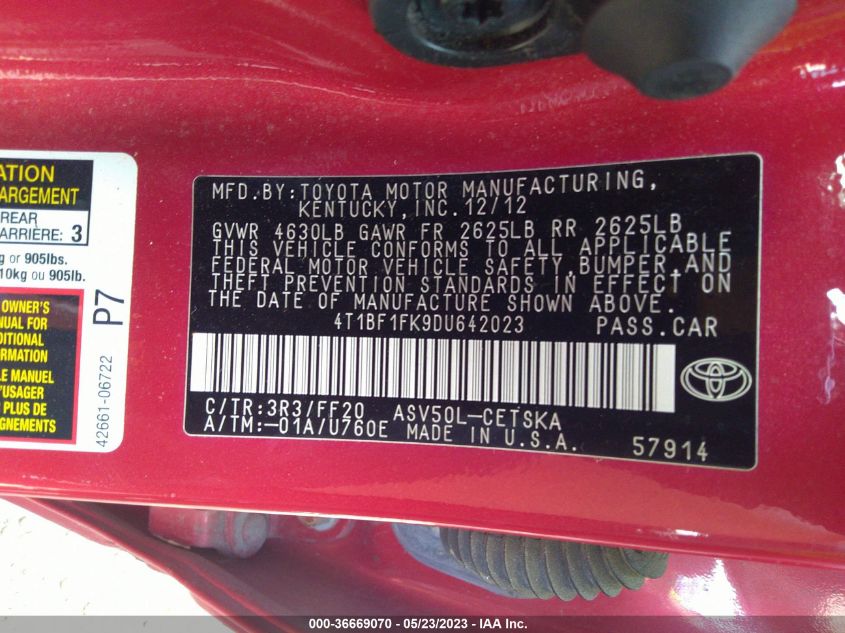 ATION
ARGEMENT
REAR
ARRIÈRE: 3
g or 905lbs.
10kg ou 905lb.
OWNER'S
NUAL FOR
DITIONAL
FORMATION
LE MANUEL
'USAGER
PLUS DE
P7
42661-06722
MFD.BY:TOYOTA MOTOR MANUFACTURING,
KENTUCKY,INC.12/12
GVWR 4630LB GAWR FR 2625LB RR 2625LB
THIS VEHICLE CONFORMS TO ALL APPLICABLE
FEDERAL MOTOR VEHICLE SAFETY,BUMPER,AND
THEFT PREVENTION STANDARDS IN EFFECT ON
THE DATE OF MANUFACTURE SHOWN ABOVE.
4T1BF1FK9DU642023 PASS.CAR
C/TR:3R3/FF20 ASV50L-CETSKA
A/TM:-01A/U760E MADE IN U.S.A. 57914
000-36669070 - 05/23/2023 - IAA Inc.